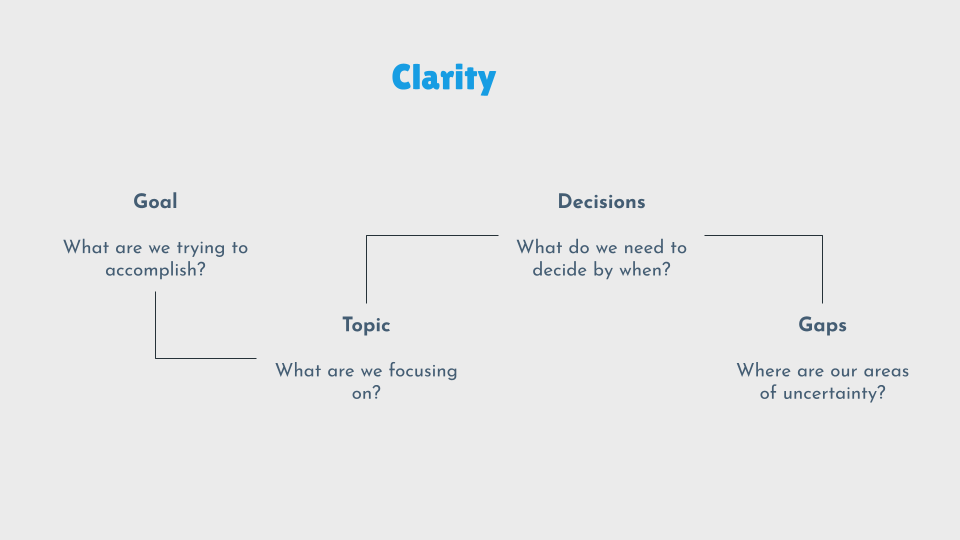 Clarity
Goal
What are we trying to
accomplish?
Topic
What are we focusing
on?
Decisions
What do we need to
decide by when?
Gaps
Where are our areas
of uncertainty?